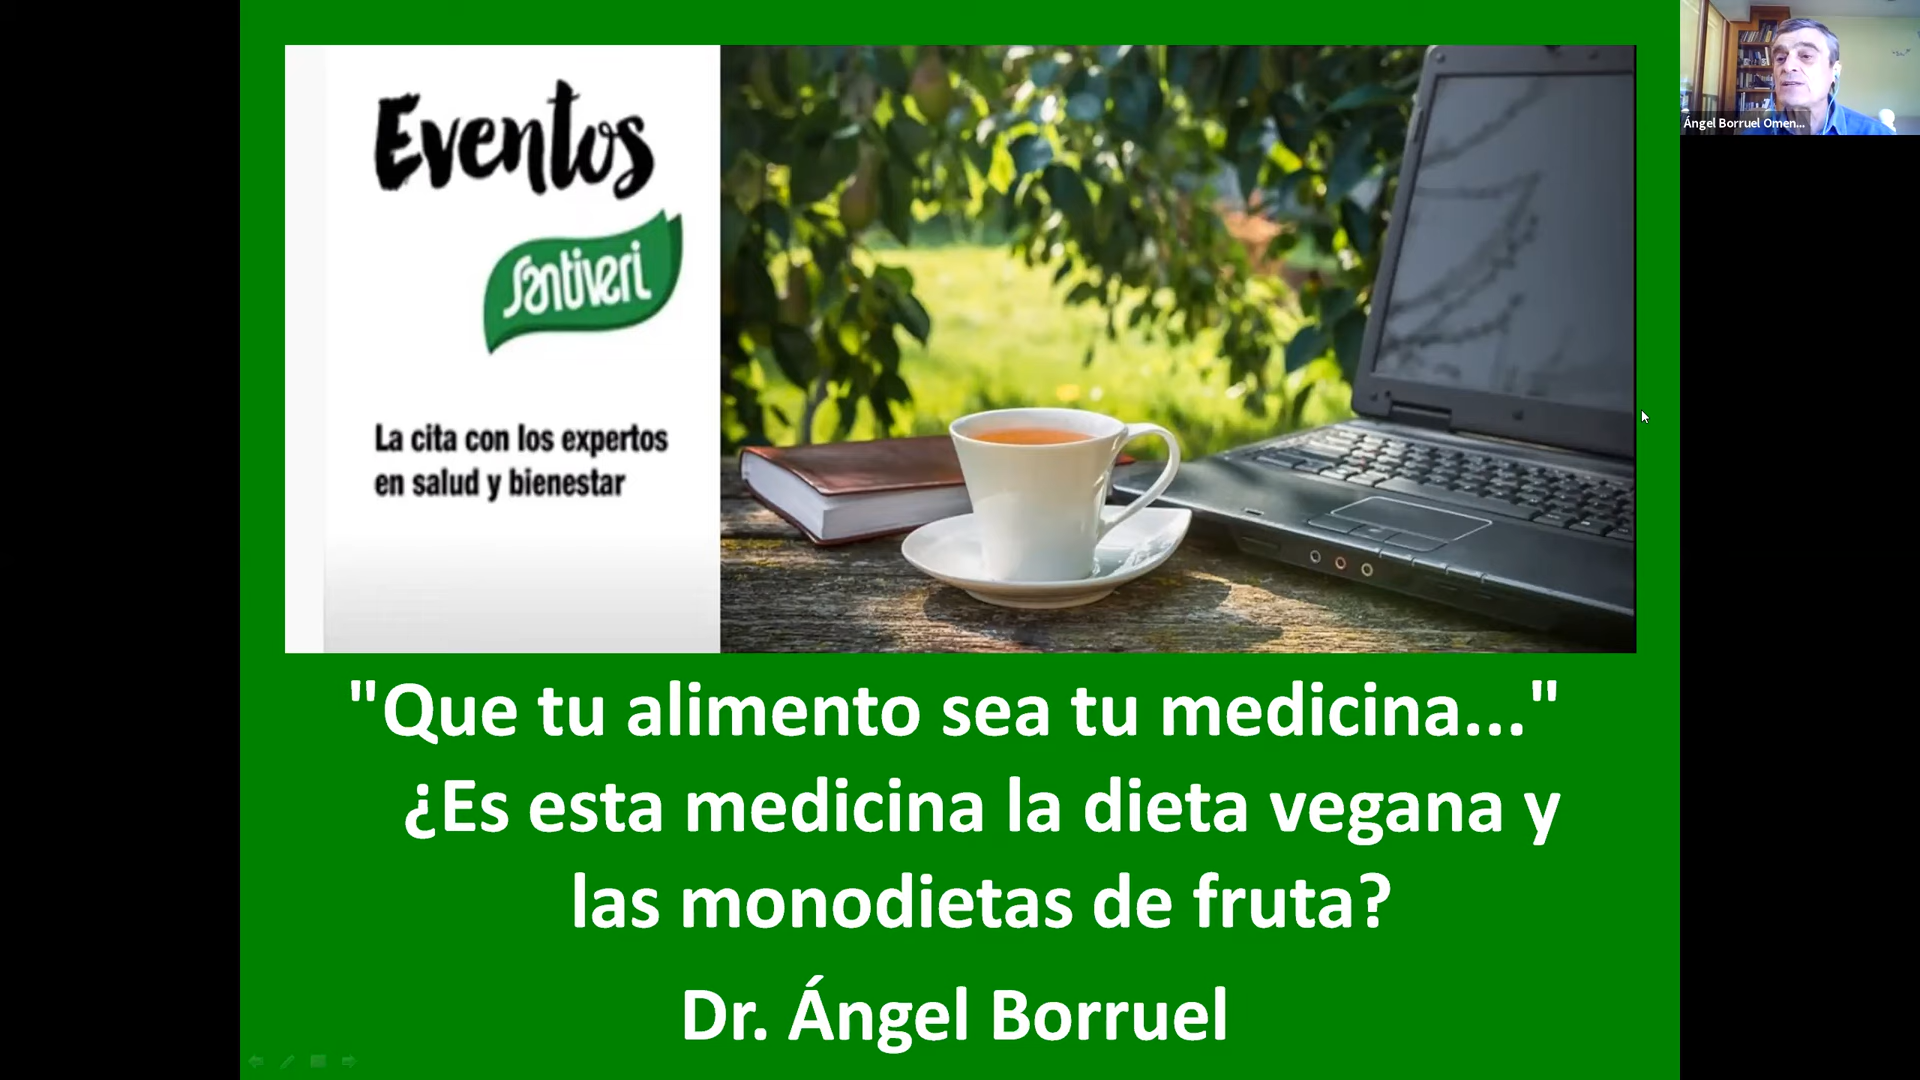 Eventos
Santiveri
La cita con los expertos
en salud y bienestar
Ángel Borruel Omen...
"Que tu alimento sea tu medicina..."
¿Es esta medicina la dieta vegana y
las monodietas de fruta?
Dr. Ángel Borruel